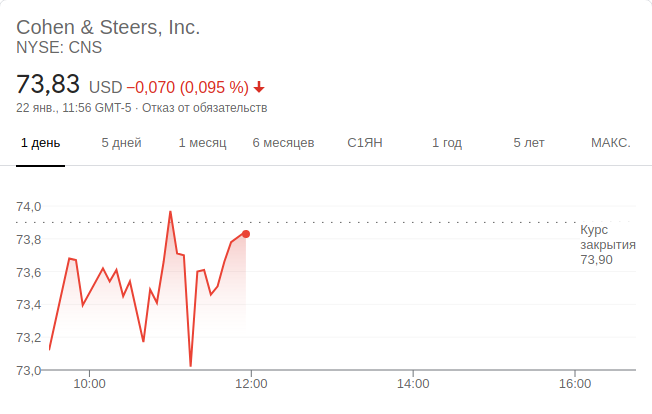 Cohen & Steers, Inc.
NYSE: CNS
73,83 USD −0,070 (0,095 %)
22 янв., 11:56 GMT-5 · Отказ от обязательств
1 день 5 дней 1 месяц 6 месяцев С1ЯН 1 год 5 лет МАКС.
74,0
Курс
73,8
закрытия
73,90
73,6
73,4
73,2
73,0
10:00 12:00 14:00 16:00